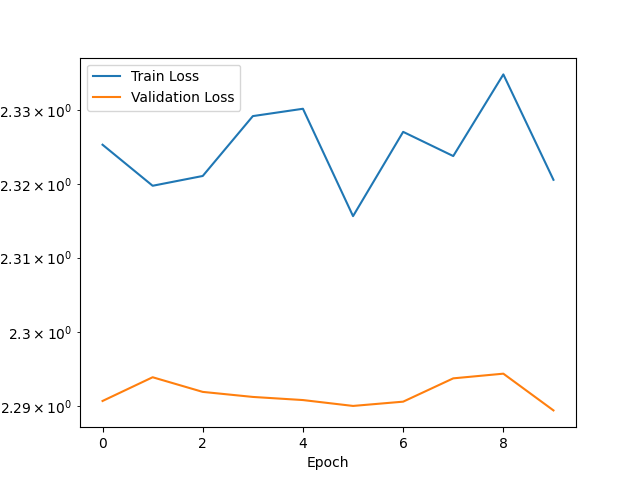 Train Loss
Validation Loss
2.33 × 10⁰
2.32 × 10⁰
2.31 × 10⁰
2.3 × 10⁰
2.29 × 10⁰
0 2 4 6 8
Epoch